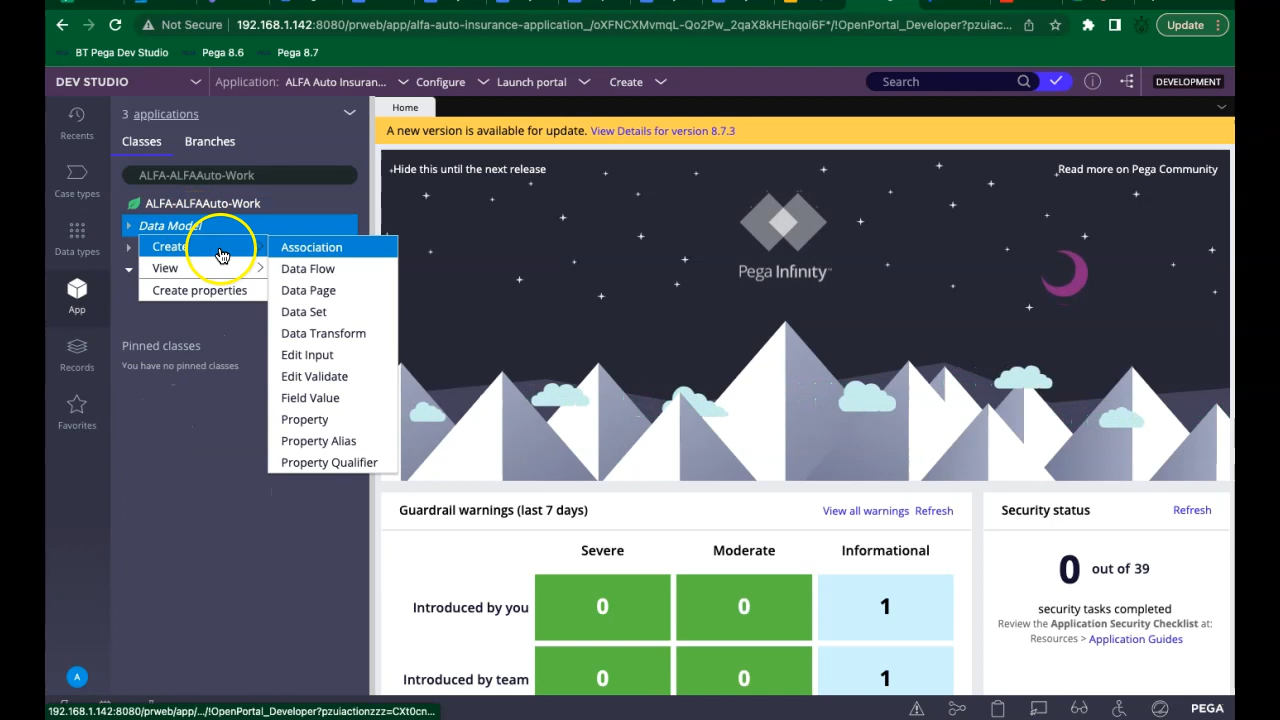 Not Secure 192.168.1.142:8080/prweb/app/alfa-auto-insurance-application_/oXFNCXMvmqL-Qo2Pw_2qaX8kHEhqoi6F*/!OpenPortal_Developer?pzuiac... Update
BT Pega Dev Studio Pega 8.6 Pega 8.7
DEV STUDIO Application: ALFA Auto Insuran... Configure Launch portal Create Search DEVELOPMENT
Recents
Case types
Data types
App
Records
Favorites
A
3 applications
Classes Branches
ALFA-ALFAAuto-Work
ALFA-ALFAAuto-Work
Data Model
Create
View
Create properties
Association
Data Flow
Data Page
Data Set
Data Transform
Edit Input
Edit Validate
Field Value
Property
Property Alias
Property Qualifier
Pinned classes
You have no pinned classes
Home
A new version is available for update. View Details for version 8.7.3
Hide this until the next release Read more on Pega Community
Pega Infinity™
Guardrail warnings (last 7 days) View all warnings Refresh
Severe Moderate Informational
Introduced by you 0 0 1
Introduced by team 0 0 1
Security status Refresh
0 out of 39
security tasks completed
Review the Application Security Checklist at:
Resources > Application Guides
192.168.1.142:8080/prweb/app/.../!OpenPortal_Developer?pzuiactionzzz=CXt0cn...
PEGA